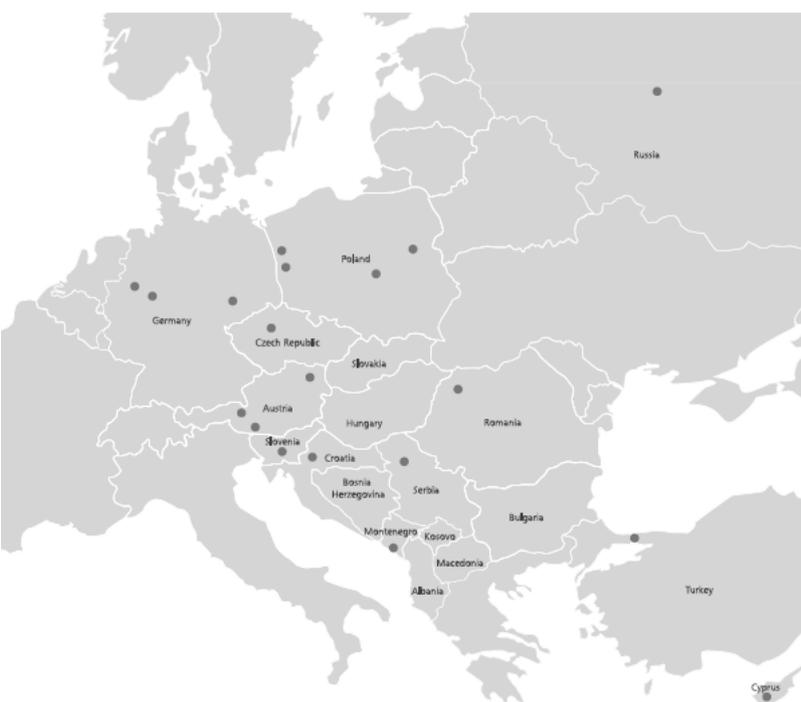 Russia
Poland
Germany
Czech Republic
Slovakia
Austria
Hungary
Romania
Slovenia
Croatia
Bosnia
Herzegovina
Serbia
Bulgaria
Montenegro
Kosovo
Macedonia
Albania
Turkey
Cyprus